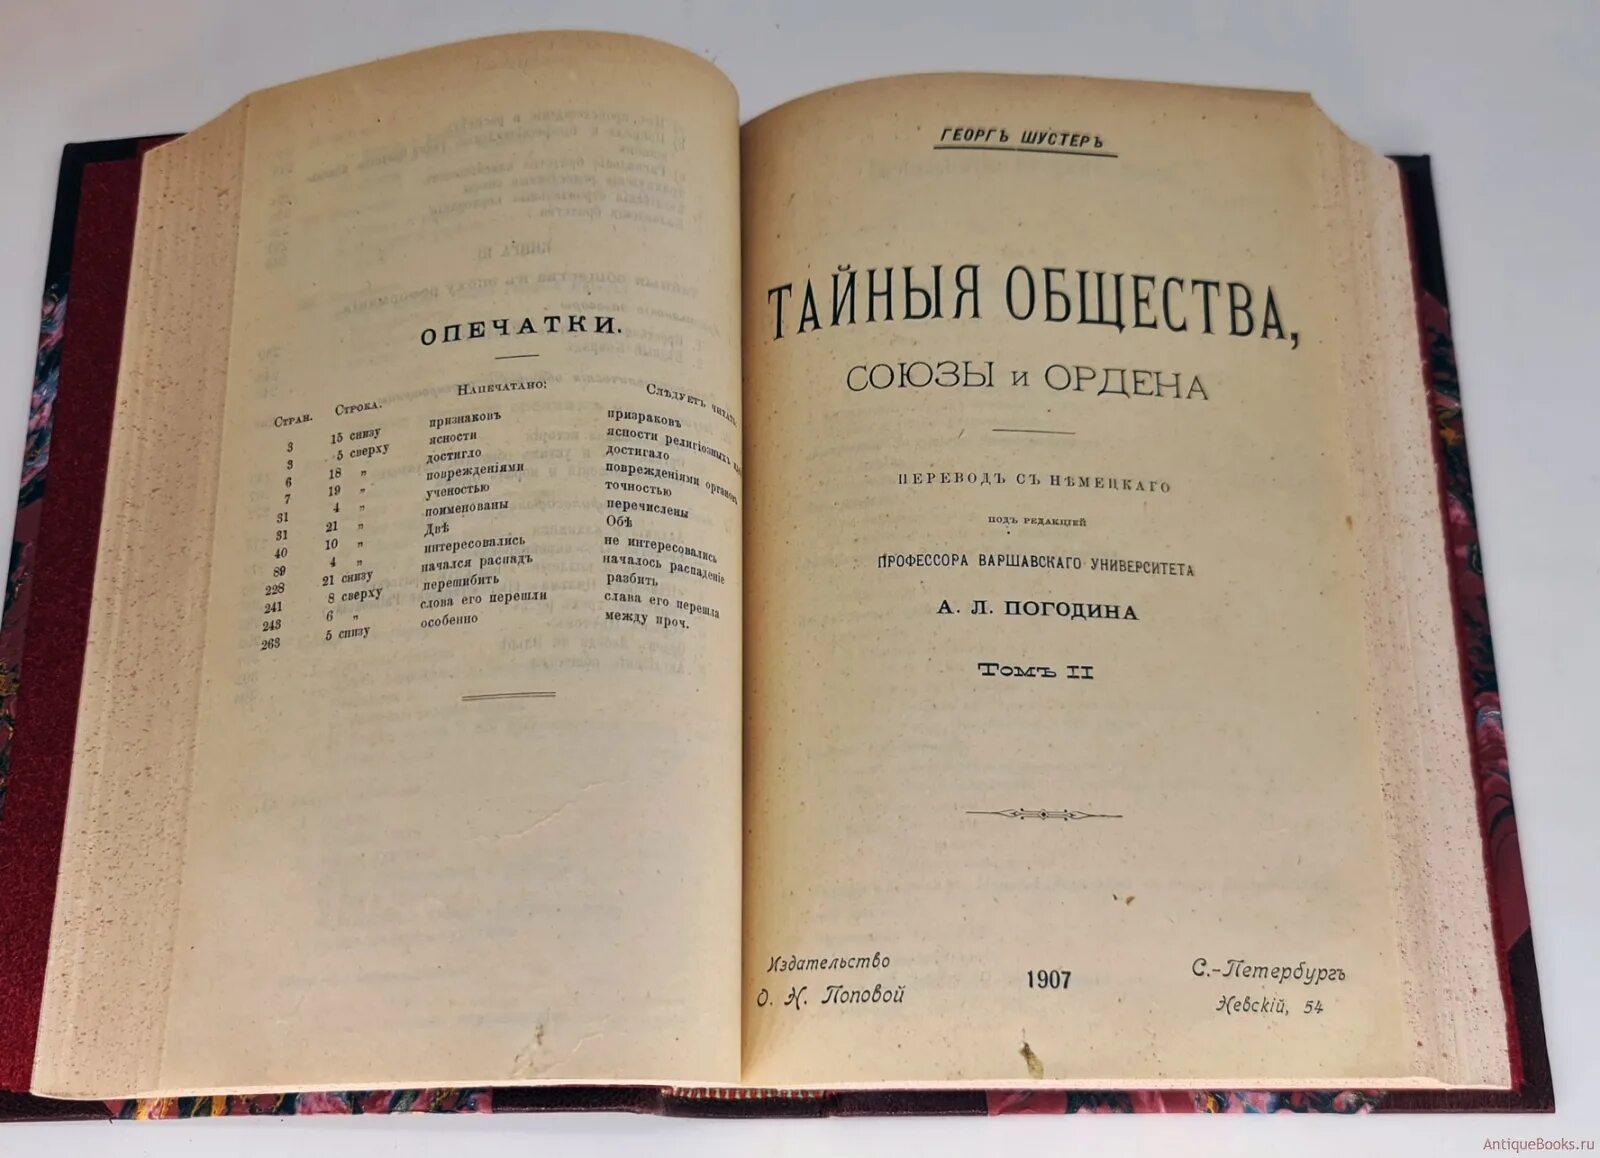 ОПЕЧАТКИ.
Стран. Строка. Напечатано: Слѣдуетъ читать:
3 15 снизу признаковъ призраковъ
3 5 сверху ясности ясности религіозныхъ
6 18 „ достигло достигало
7 19 „ поврежденіями поврежденіями органов
31 4 „ ученостью точностью
31 21 „ поименованы перечислены
40 10 „ Двѣ Обѣ
89 4 „ интересовались не интересовались
228 21 снизу начался распадъ началось распаденіе
241 8 сверху перешибить разбить
243 6 „ слова его перешли слава его перешла
263 5 снизу особенно между проч.
ГЕОРГЪ ШУСТЕРЪ
ТАЙНЫЯ ОБЩЕСТВА,
СОЮЗЫ и ОРДЕНА
ПЕРЕВОДЪ СЪ НѢМЕЦКАГО
ПОДЪ РЕДАКЦІЕЙ
ПРОФЕССОРА ВАРШАВСКАГО УНИВЕРСИТЕТА
А. Л. ПОГОДИНА
Томъ II
Издательство
О. Н. Поповой
1907
С.-Петербургъ
Невскій, 54
AntiqueBooks.ru